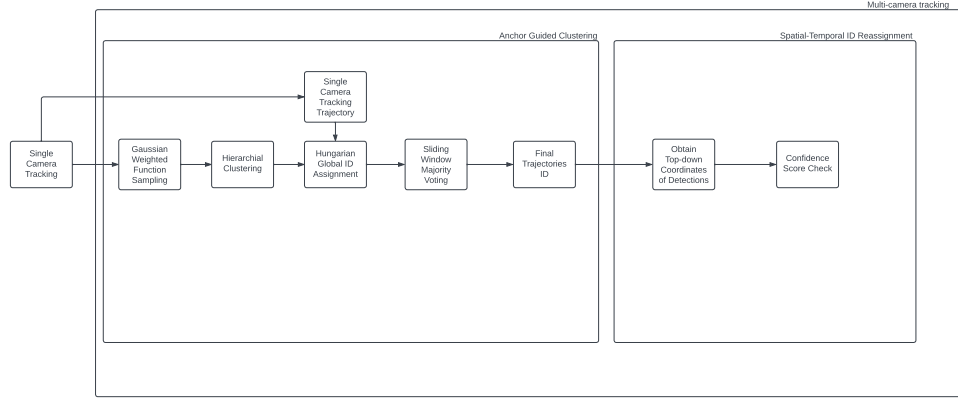 Multi-camera tracking
Anchor Guided Clustering
Spatial-Temporal ID Reassignment
Single
Camera
Tracking
Trajectory
Single
Camera
Tracking
Gaussian
Weighted
Function
Sampling
Hierarchial
Clustering
Hungarian
Global ID
Assignment
Sliding
Window
Majority
Voting
Final
Trajectories
ID
Obtain
Top-down
Coordinates
of Detections
Confidence
Score Check